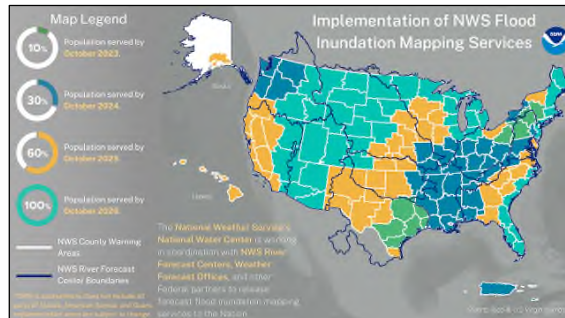 Map Legend
Implementation of NWS Flood
Inundation Mapping Services
NOAA
10%
Population served by
October 2023.
30%
Population served by
October 2024.
60%
Population served by
October 2025.
100%
Population served by
October 2026.
Alaska
Hawaii
NWS County Warning
Areas
NWS River Forecast
Center Boundaries
The National Weather Service's
National Water Center is working
in coordination with NWS River
Forecast Centers, Weather
Forecast Offices, and other
Federal partners to release
forecast flood inundation mapping
services to the Nation.